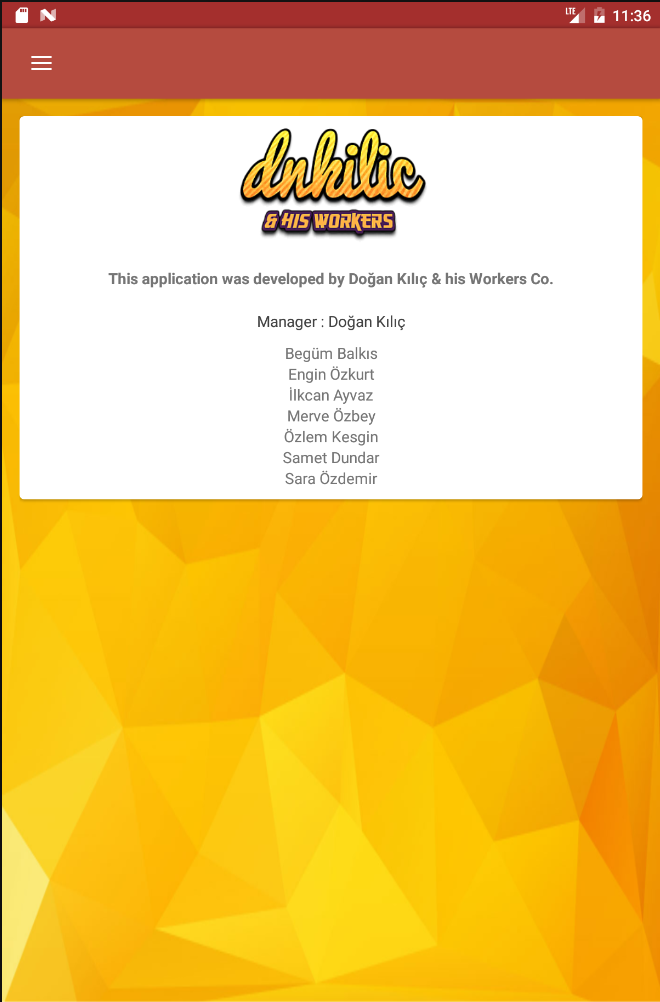 LTE 11:36
dnkilic
& HIS WORKERS
This application was developed by Doğan Kılıç & his Workers Co.
Manager : Doğan Kılıç
Begüm Balkıs
Engin Özkurt
İlkcan Ayvaz
Merve Özbey
Özlem Kesgin
Samet Dundar
Sara Özdemir